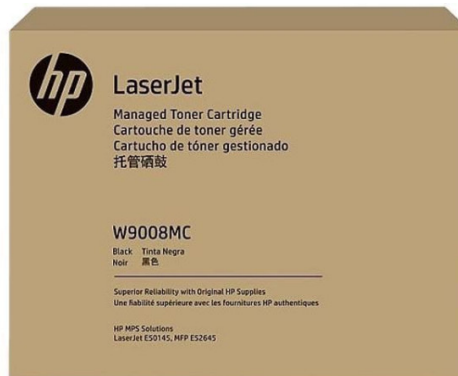 hp
LaserJet
Managed Toner Cartridge
Cartouche de toner gérée
Cartucho de tóner gestionado
托管硒鼓
W9008MC
Black Tinta Negra
Noir 黑色
Superior Reliability with Original HP Supplies
Une fiabilité supérieure avec les fournitures HP authentiques
HP MPS Solutions
LaserJet E50145, MFP E52645